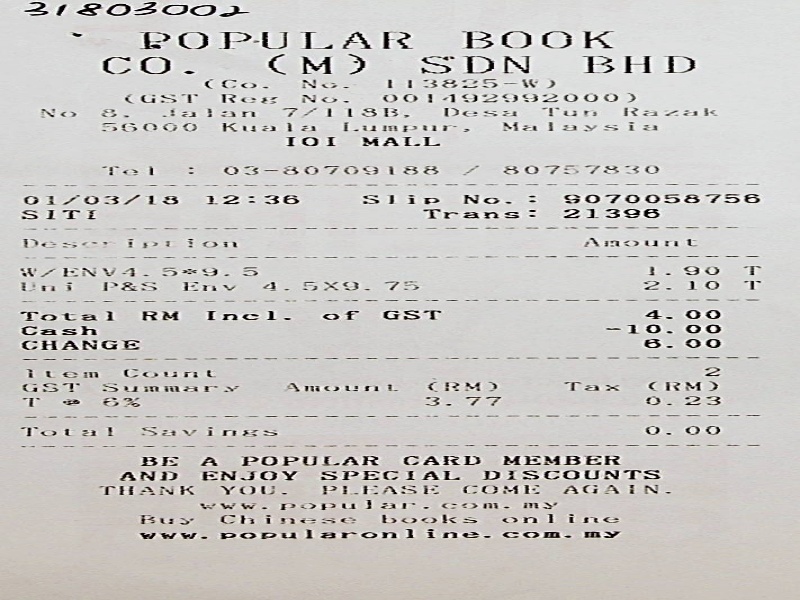 31803002
POPULAR BOOK
CO. (M) SDN BHD
(Co. No. 113825-W)
(GST Reg No. 001492992000)
No 8, Jalan 7/118B, Desa Tun Razak
56000 Kuala Lumpur, Malaysia
IOI MALL
Tel : 03-80709188 / 80757830
01/03/18 12:36 Slip No.: 9070058756
SITI Trans: 21396
Description Amount
W/ENV4.5*9.5 1.90 T
Uni P&S Env 4.5X9.75 2.10 T
Total RM Incl. of GST 4.00
Cash -10.00
CHANGE 6.00
Item Count 2
GST Summary Amount (RM) Tax (RM)
T @ 6% 3.77 0.23
Total Savings 0.00
BE A POPULAR CARD MEMBER
AND ENJOY SPECIAL DISCOUNTS
THANK YOU. PLEASE COME AGAIN.
www.popular.com.my
Buy Chinese books online
www.popularonline.com.my